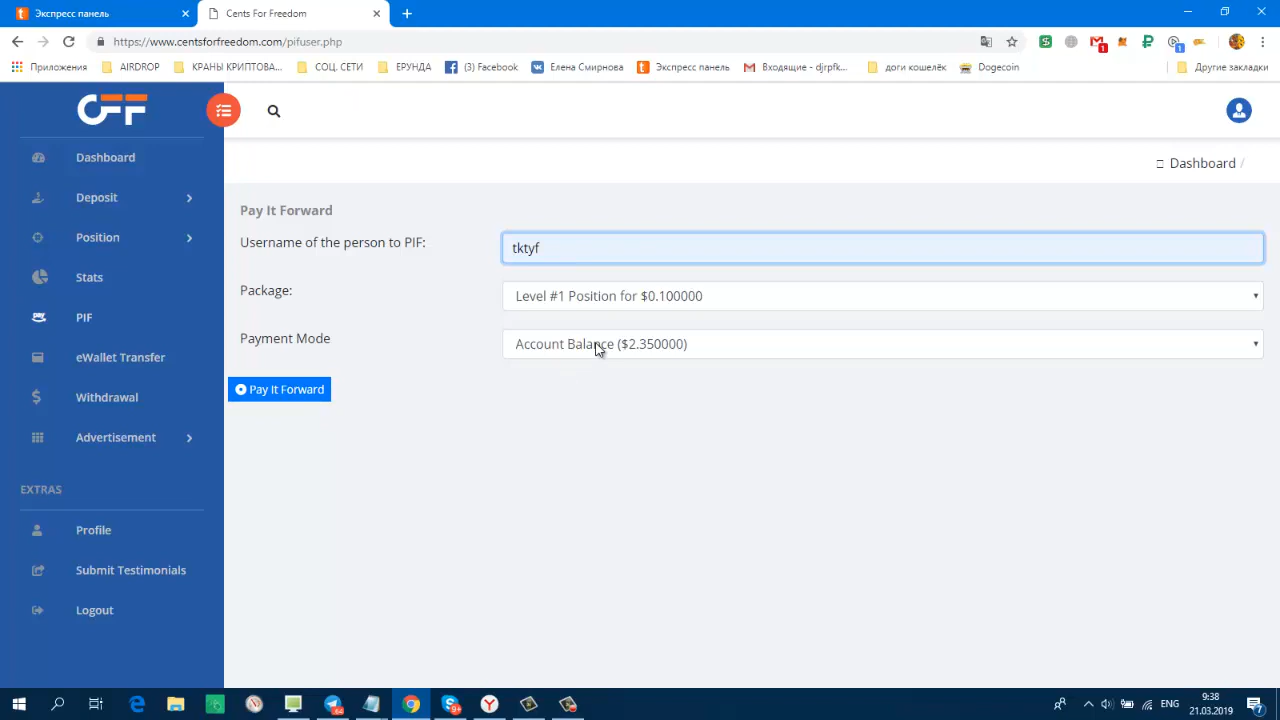 Экспресс панель
Cents For Freedom
https://www.centsforfreedom.com/pifuser.php
1
1
Приложения
AIRDROP
КРАНЫ КРИПТОВА...
СОЦ. СЕТИ
ЕРУНДА
(3) Facebook
Елена Смирнова
Экспресс панель
Входящие - djrpfk...
доги кошелёк
Dogecoin
Другие закладки
CFF
Dashboard /
Dashboard
Deposit
Position
Stats
PIF
eWallet Transfer
Withdrawal
Advertisement
EXTRAS
Profile
Submit Testimonials
Logout
Pay It Forward
Username of the person to PIF:
tktyf
Package:
Level #1 Position for $0.100000
Payment Mode
Account Balance ($2.350000)
Pay It Forward
ENG
9:38
21.03.2019